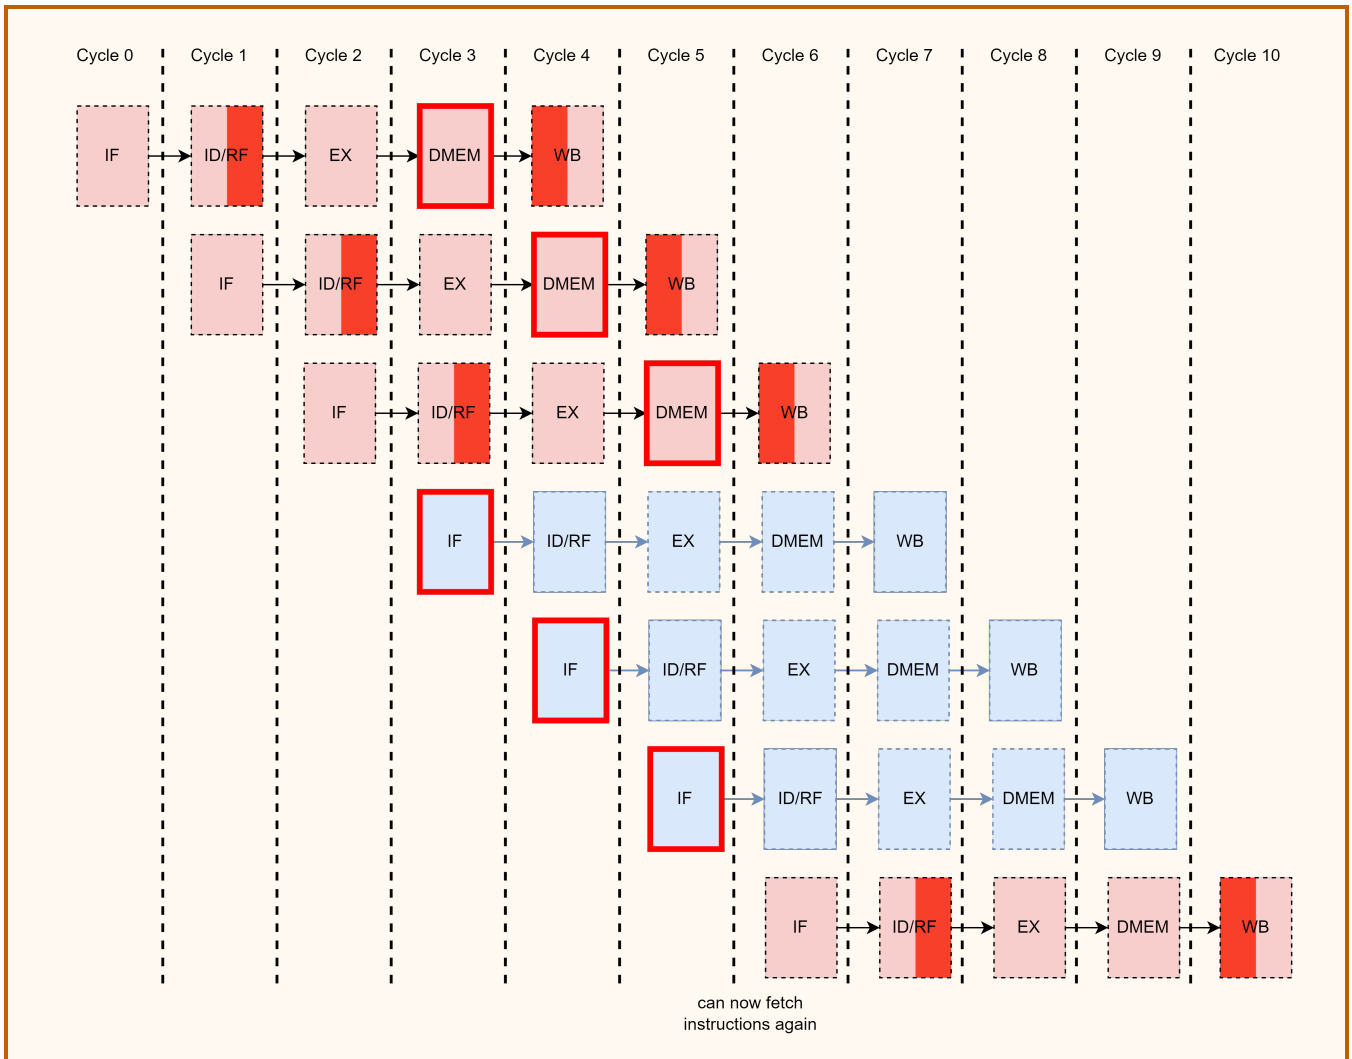 Cycle 0 Cycle 1 Cycle 2 Cycle 3 Cycle 4 Cycle 5 Cycle 6 Cycle 7 Cycle 8 Cycle 9 Cycle 10
IF ID/RF EX DMEM WB
IF ID/RF EX DMEM WB
IF ID/RF EX DMEM WB
IF ID/RF EX DMEM WB
IF ID/RF EX DMEM WB
IF ID/RF EX DMEM WB
IF ID/RF EX DMEM WB
can now fetch
instructions again